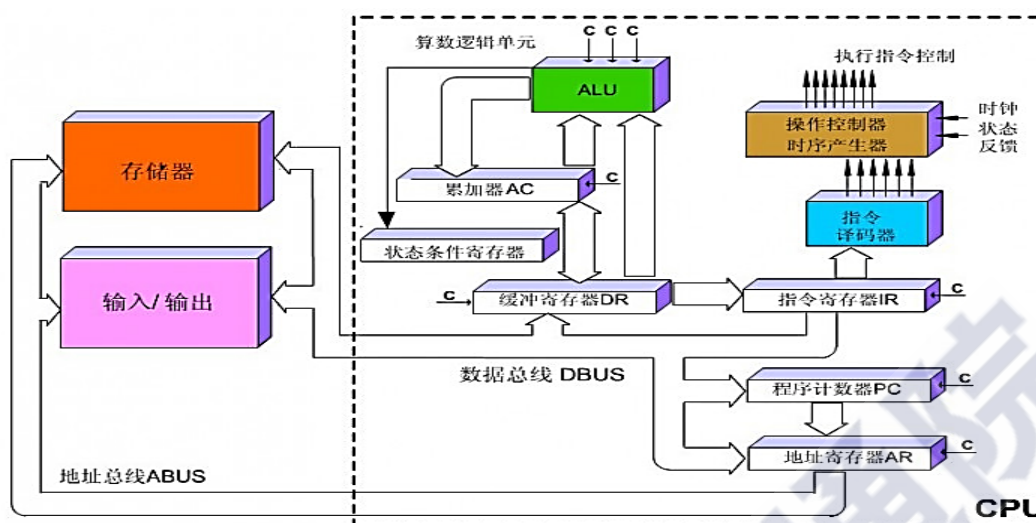 算数逻辑单元
C C C
ALU
执行指令控制
操作控制器
时序产生器
时钟
状态
反馈
存储器
累加器AC
C
指令
译码器
状态条件寄存器
输入/输出
C
缓冲寄存器DR
指令寄存器IR
C
数据总线 DBUS
程序计数器PC
C
地址寄存器AR
C
地址总线ABUS
CPU